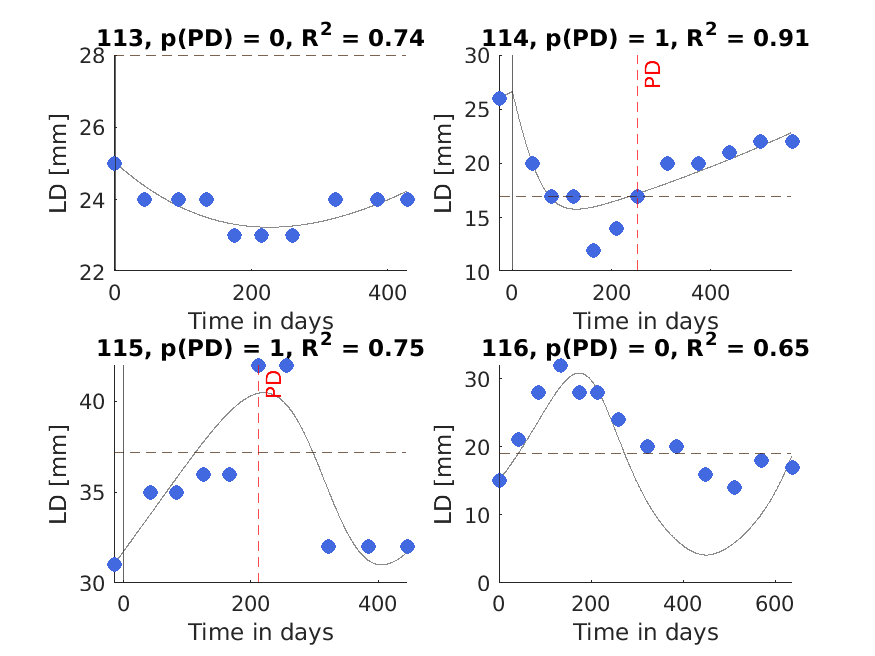 113, p(PD) = 0, R² = 0.74
28
26
24
22
LD [mm]
0
200
400
Time in days
114, p(PD) = 1, R² = 0.91
30
25
20
15
10
LD [mm]
PD
0
200
400
Time in days
115, p(PD) = 1, R² = 0.75
40
35
30
LD [mm]
PD
0
200
400
Time in days
116, p(PD) = 0, R² = 0.65
30
20
10
0
LD [mm]
0
200
400
600
Time in days